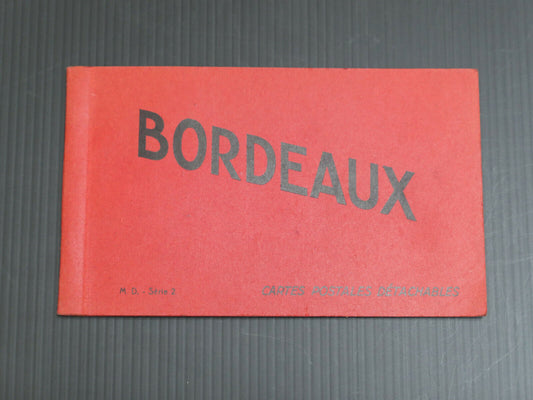 BORDEAUX
M D. - Série 2
CARTES POSTALES DÉTACHABLES